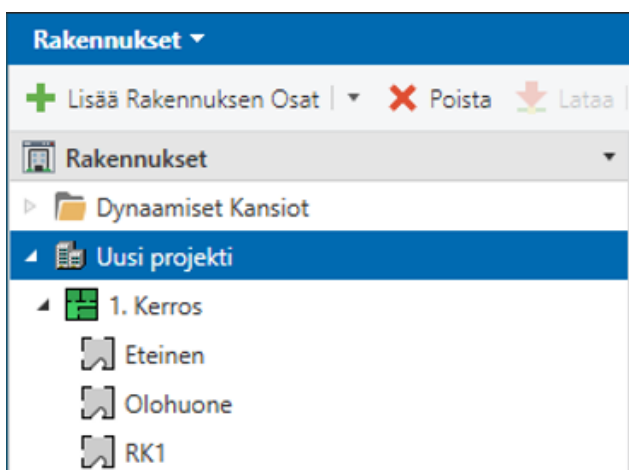 Rakennukset
Lisää Rakennuksen Osat Poista Lataa
Rakennukset
Dynaamiset Kansiot
Uusi projekti
1. Kerros
Eteinen
Olohuone
RK1